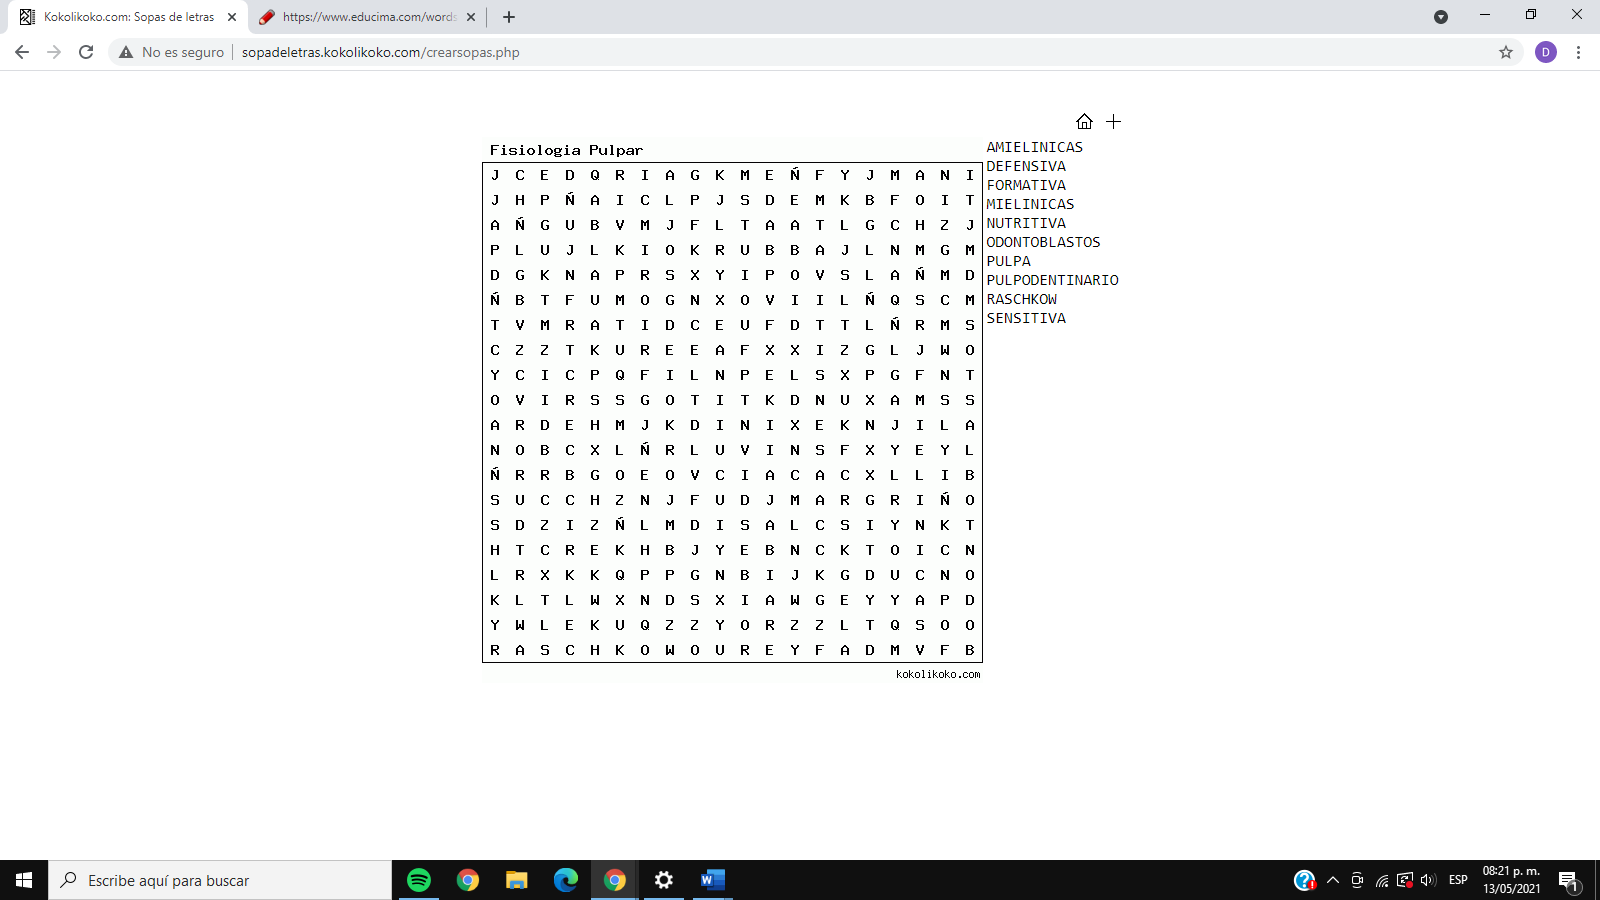 Kokolikoko.com: Sopas de letras
https://www.educima.com/words
No es seguro
sopadeletras.kokolikoko.com/crearsopas.php
D
Fisiologia Pulpar
J C E D Q R I A G K M E Ñ F Y J M A N I
J H P Ñ A I C L P J S D E M K B F O I T
A Ñ G U B V M J F L T A A T L G C H Z J
P L U J L K I O K R U B B A J L N M G M
D G K N A P R S X Y I P O V S L A Ñ M D
Ñ B T F U M O G N X O V I I L Ñ Q S C M
T V M R A T I D C E U F D T T L Ñ R M S
C Z Z T K U R E E A F X X I Z G L J W O
Y C I C P Q F I L N P E L S X P G F N T
O V I R S S G O T I T K D N U X A M S S
A R D E H M J K D I N I X E K N J I L A
N O B C X L Ñ R L U V I N S F X Y E Y L
Ñ R R B G O E O V C I A C A C X L L I B
S U C C H Z N J F U D J M A R G R I Ñ O
S D Z I Z Ñ L M D I S A L C S I Y N K T
H T C R E K H B J Y E B N C K T O I C N
L R X K K Q P P G N B I J K G D U C N O
K L T L W X N D S X I A W G E Y Y A P D
Y W L E K U Q Z Z Y O R Z Z L T Q S O O
R A S C H K O W O U R E Y F A D M V F B
kokolikoko.com
AMIELINICAS
DEFENSIVA
FORMATIVA
MIELINICAS
NUTRITIVA
ODONTOBLASTOS
PULPA
PULPODENTINARIO
RASCHKOW
SENSITIVA
Escribe aquí para buscar
ESP
08:21 p. m.
13/05/2021
1